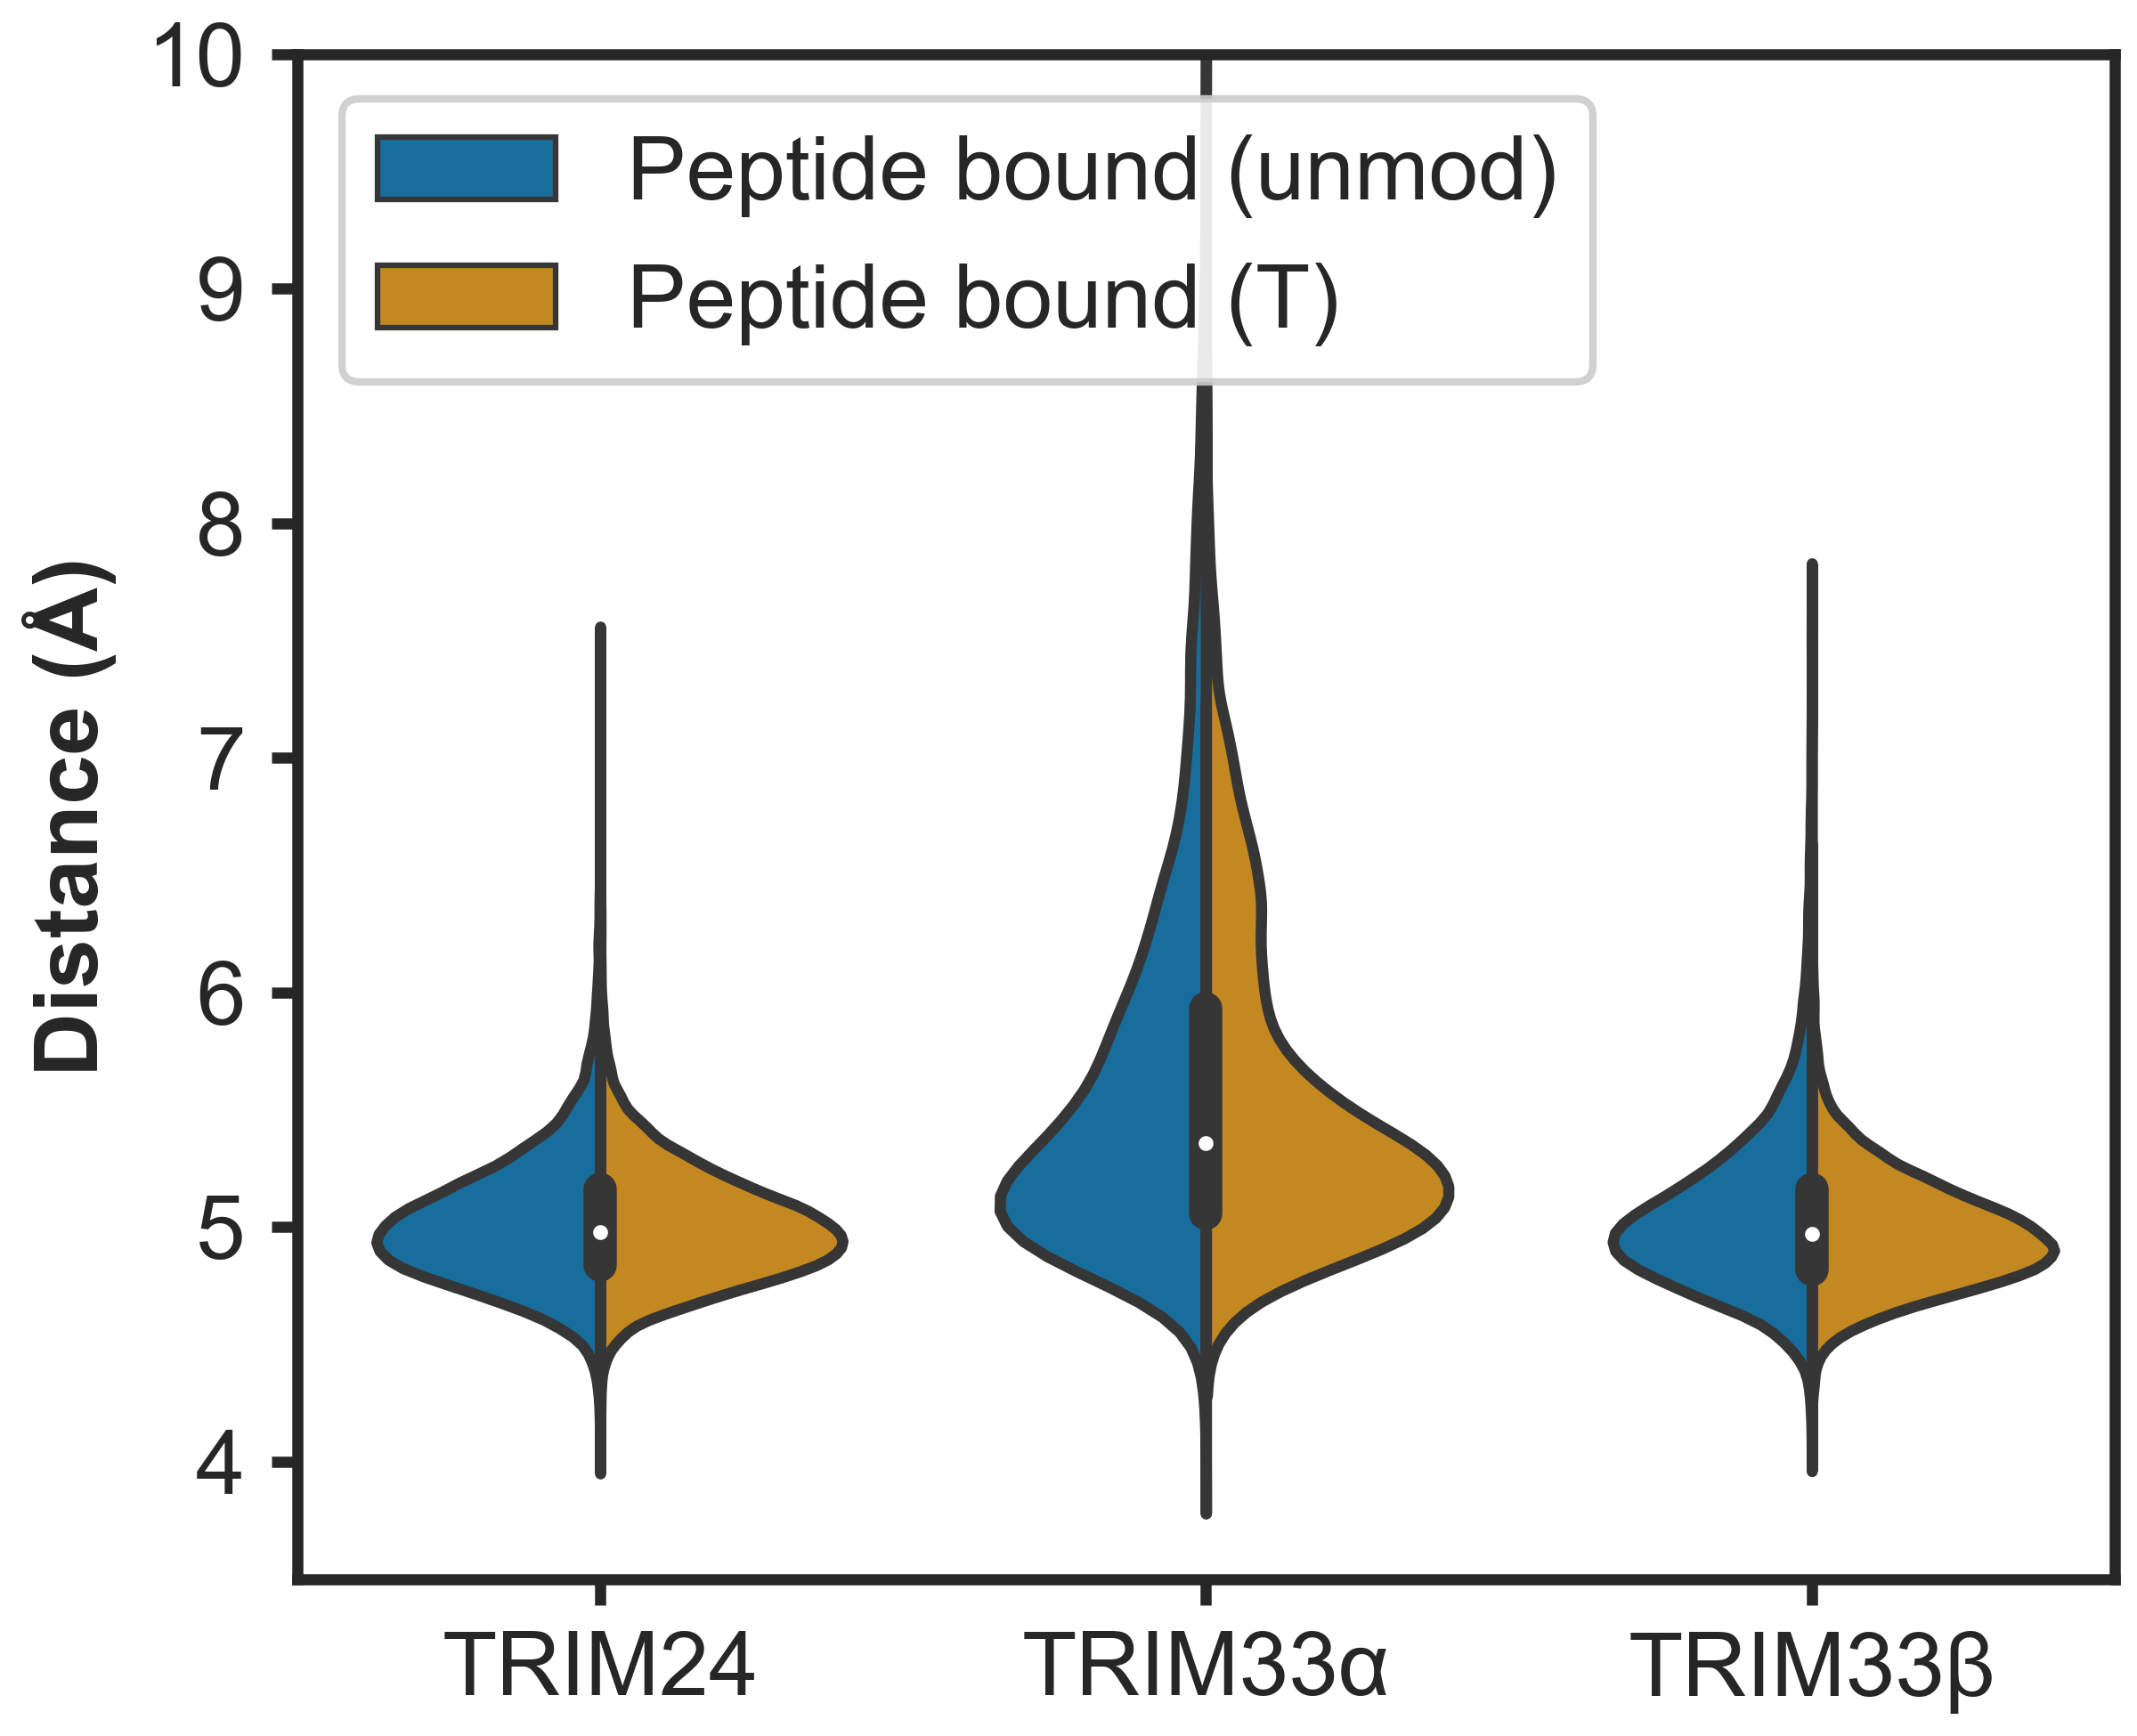 Distance (Å)
10
9
8
7
6
5
4
Peptide bound (unmod)
Peptide bound (T)
TRIM24
TRIM33α
TRIM33β